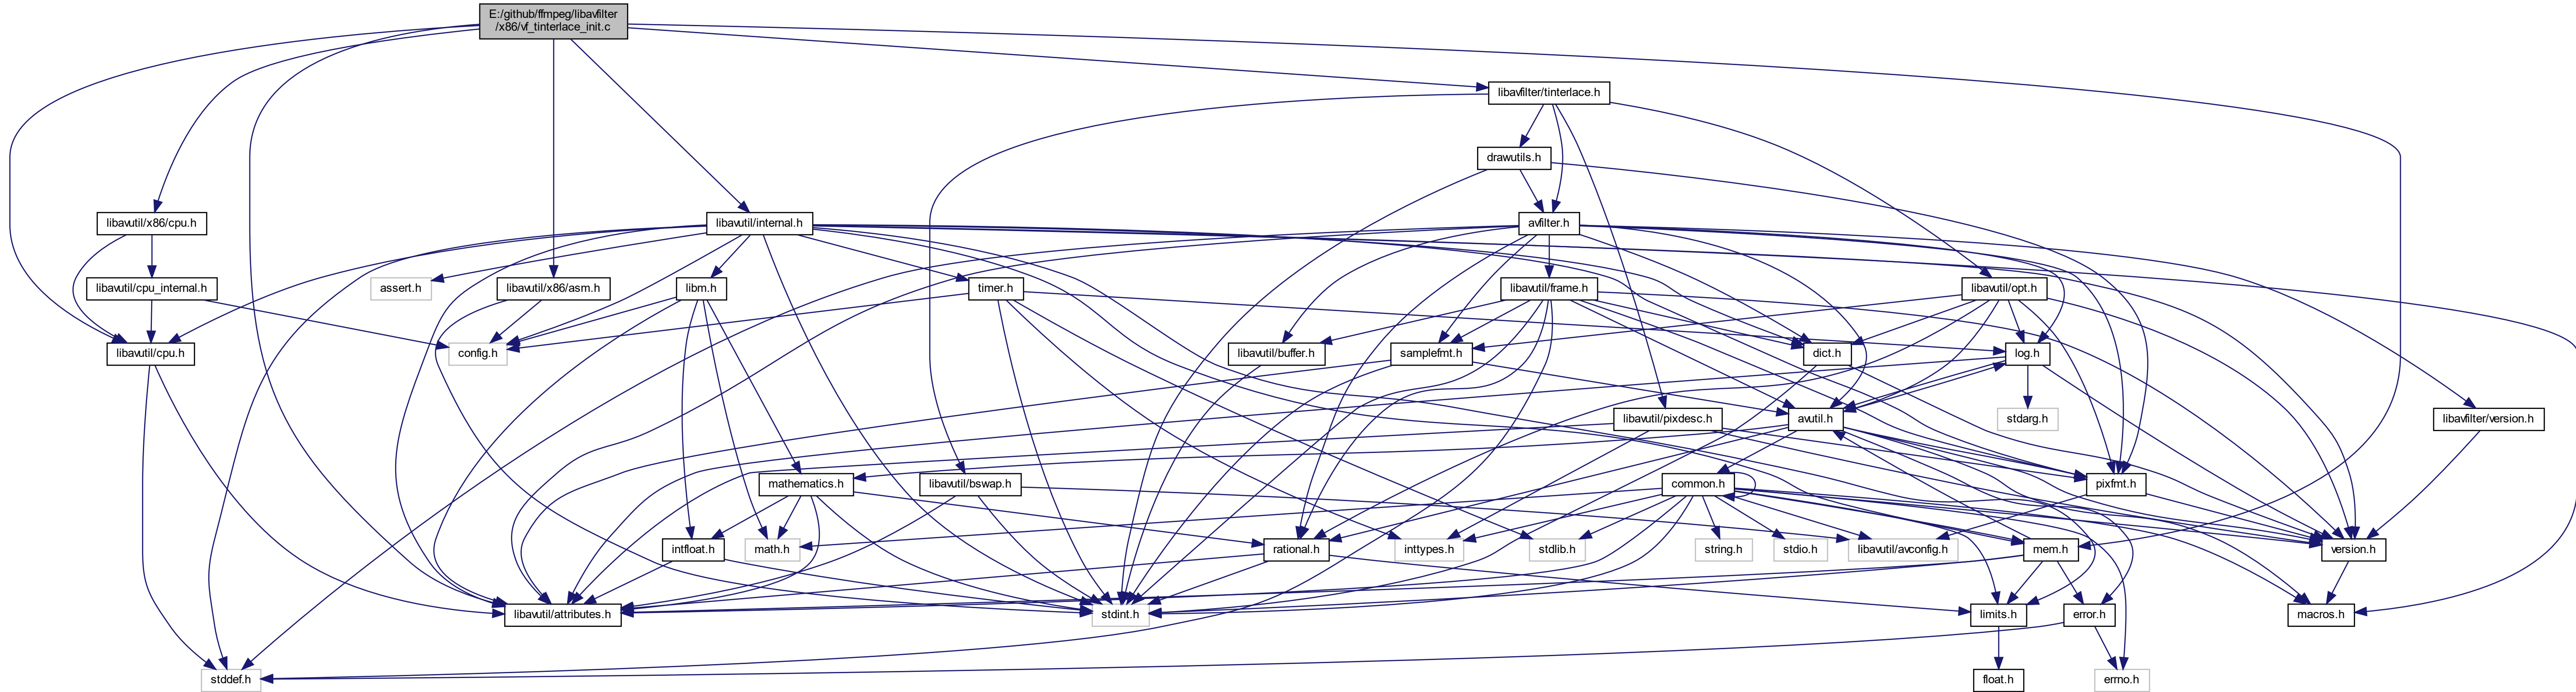 E:/github/ffmpeg/libavfilter
/x86/vf_tinterlace_init.c
libavfilter/tinterlace.h
drawutils.h
libavutil/x86/cpu.h
libavutil/internal.h
avfilter.h
assert.h
libavutil/cpu_internal.h
libavutil/x86/asm.h
libm.h
timer.h
libavutil/frame.h
libavutil/opt.h
libavutil/cpu.h
config.h
libavutil/buffer.h
samplefmt.h
dict.h
log.h
libavutil/pixdesc.h
avutil.h
stdarg.h
libavfilter/version.h
mathematics.h
libavutil/bswap.h
common.h
pixfmt.h
intfloat.h
math.h
rational.h
inttypes.h
stdlib.h
string.h
stdio.h
libavutil/avconfig.h
mem.h
version.h
libavutil/attributes.h
stdint.h
limits.h
error.h
macros.h
stddef.h
float.h
errno.h